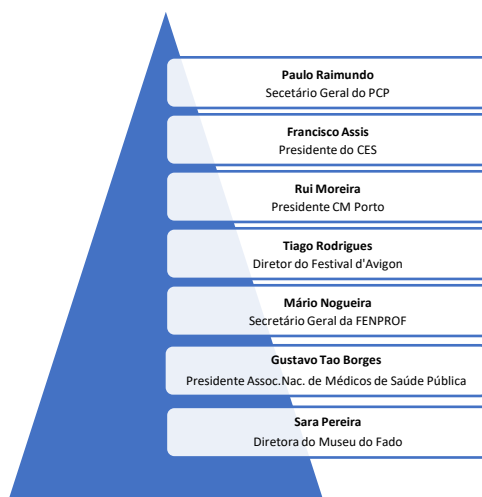 Paulo Raimundo
Secetário Geral do PCP
Francisco Assis
Presidente do CES
Rui Moreira
Presidente CM Porto
Tiago Rodrigues
Diretor do Festival d'Avigon
Mário Nogueira
Secretário Geral da FENPROF
Gustavo Tao Borges
Presidente Assoc.Nac. de Médicos de Saúde Pública
Sara Pereira
Diretora do Museu do Fado